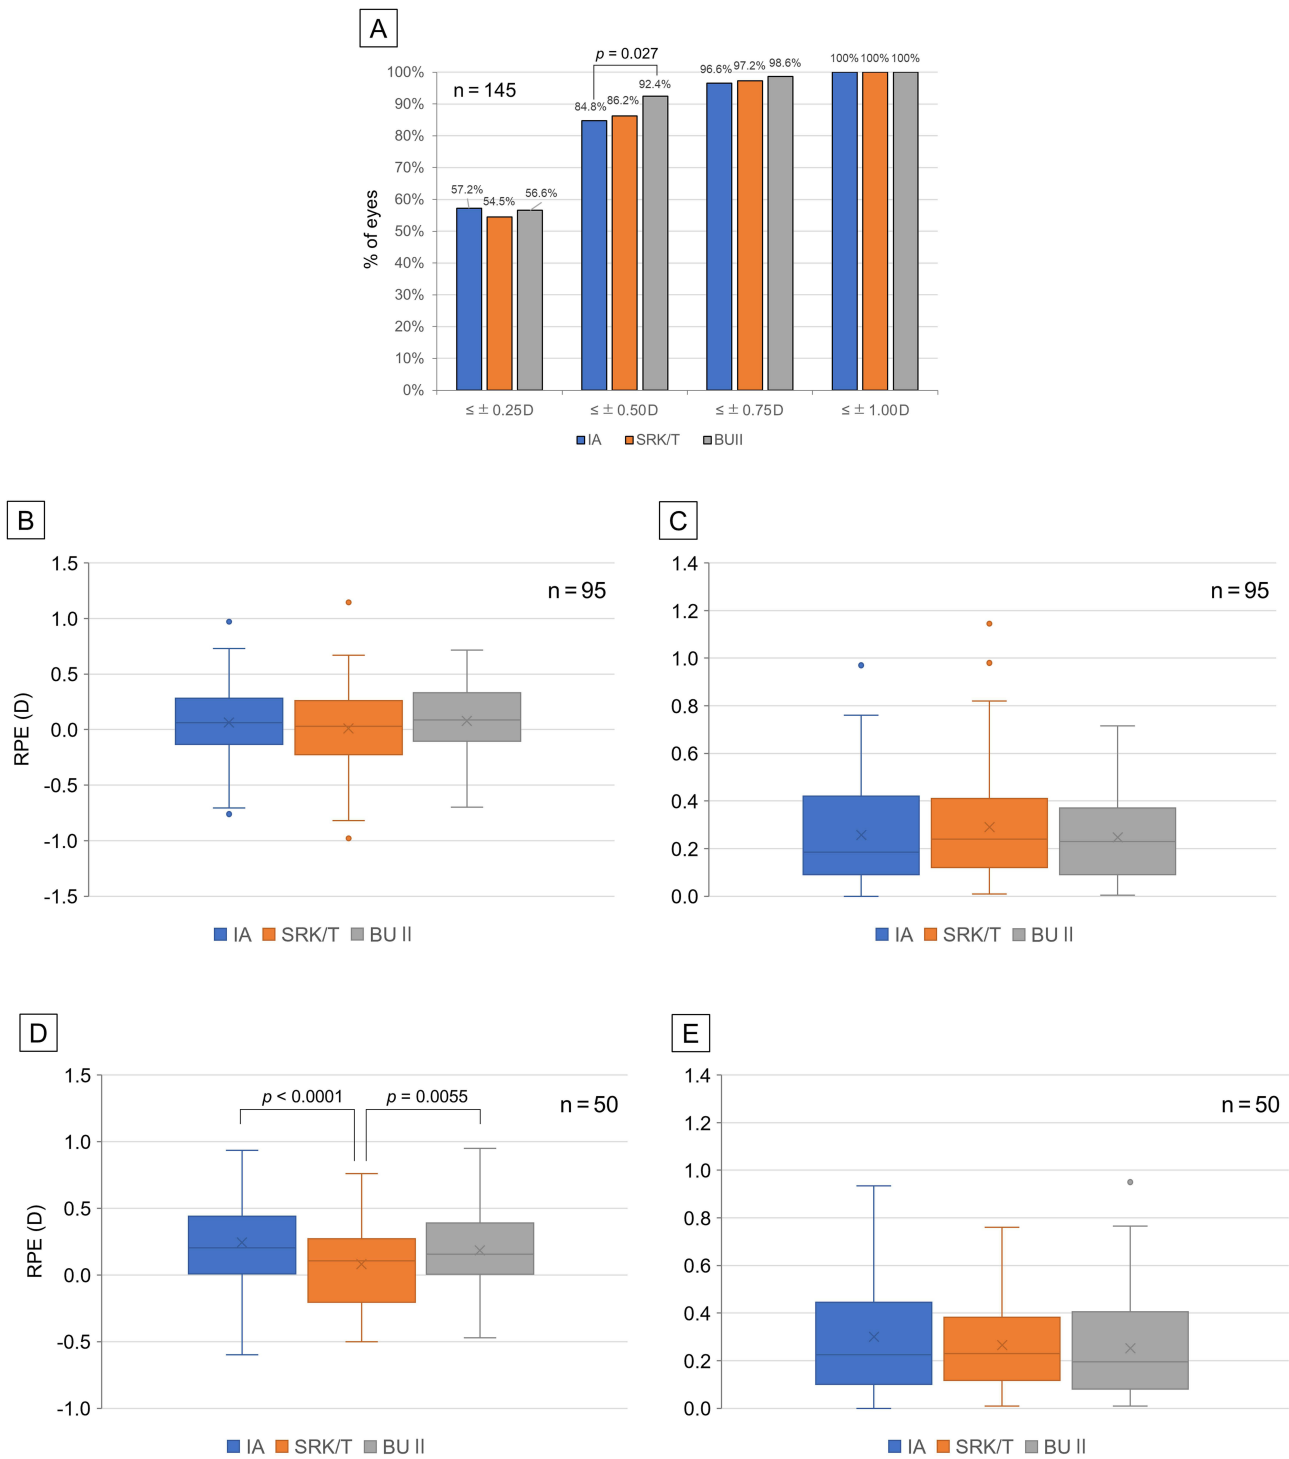 A
p = 0.027
n = 145
100%
90%
80%
70%
60%
50%
40%
30%
20%
10%
0%
% of eyes
57.2%
54.5%
56.6%
84.8%
86.2%
92.4%
96.6%
97.2%
98.6%
100%
100%
100%
≤ ± 0.25D
≤ ± 0.50D
≤ ± 0.75D
≤ ± 1.00D
IA SRK/T BUII
B
n = 95
1.5
1.0
0.5
0.0
-0.5
-1.0
-1.5
RPE (D)
IA SRK/T BU II
C
n = 95
1.4
1.2
1.0
0.8
0.6
0.4
0.2
0.0
IA SRK/T BU II
D
p < 0.0001
p = 0.0055
n = 50
1.5
1.0
0.5
0.0
-0.5
-1.0
RPE (D)
IA SRK/T BU II
E
n = 50
1.4
1.2
1.0
0.8
0.6
0.4
0.2
0.0
IA SRK/T BU II